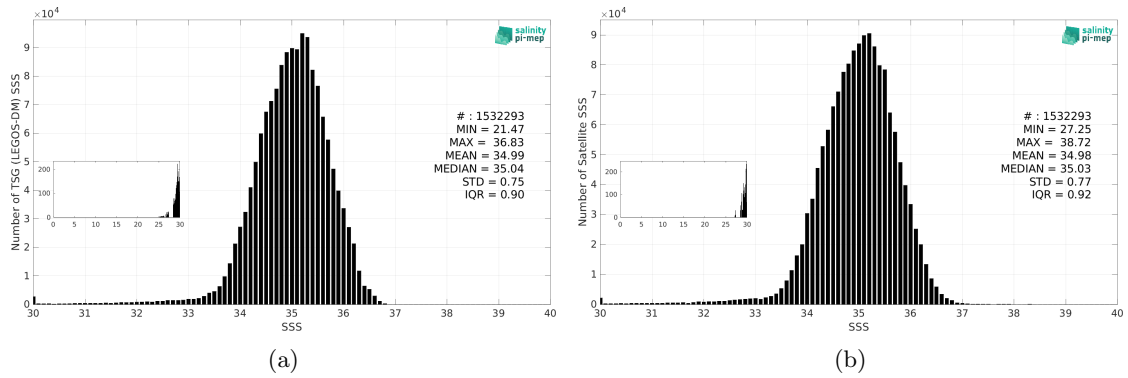 ×10⁴
salinity
pi-mep
Number of TSG (LEGOS-DM) SSS
9
8
7
6
5
4
3
2
1
0
# : 1532293
MIN = 21.47
MAX = 36.83
MEAN = 34.99
MEDIAN = 35.04
STD = 0.75
IQR = 0.90
200
100
0
0 5 10 15 20 25 30
30 31 32 33 34 35 36 37 38 39 40
SSS
(a)
×10⁴
salinity
pi-mep
Number of Satellite SSS
9
8
7
6
5
4
3
2
1
0
# : 1532293
MIN = 27.25
MAX = 38.72
MEAN = 34.98
MEDIAN = 35.03
STD = 0.77
IQR = 0.92
200
100
0
0 5 10 15 20 25 30
30 31 32 33 34 35 36 37 38 39 40
SSS
(b)